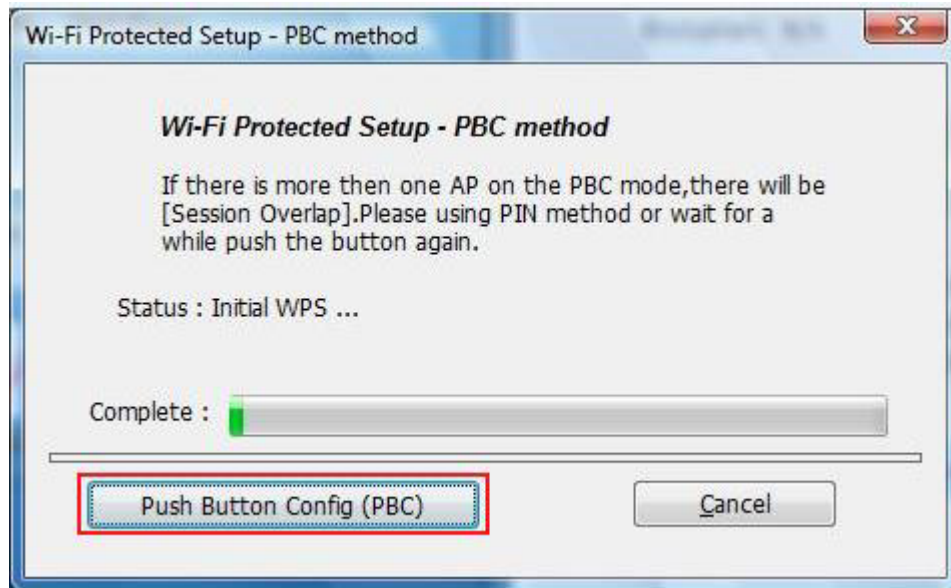 Wi-Fi Protected Setup - PBC method
Wi-Fi Protected Setup - PBC method
If there is more then one AP on the PBC mode,there will be
[Session Overlap].Please using PIN method or wait for a
while push the button again.
Status : Initial WPS ...
Complete :
Push Button Config (PBC)
Cancel